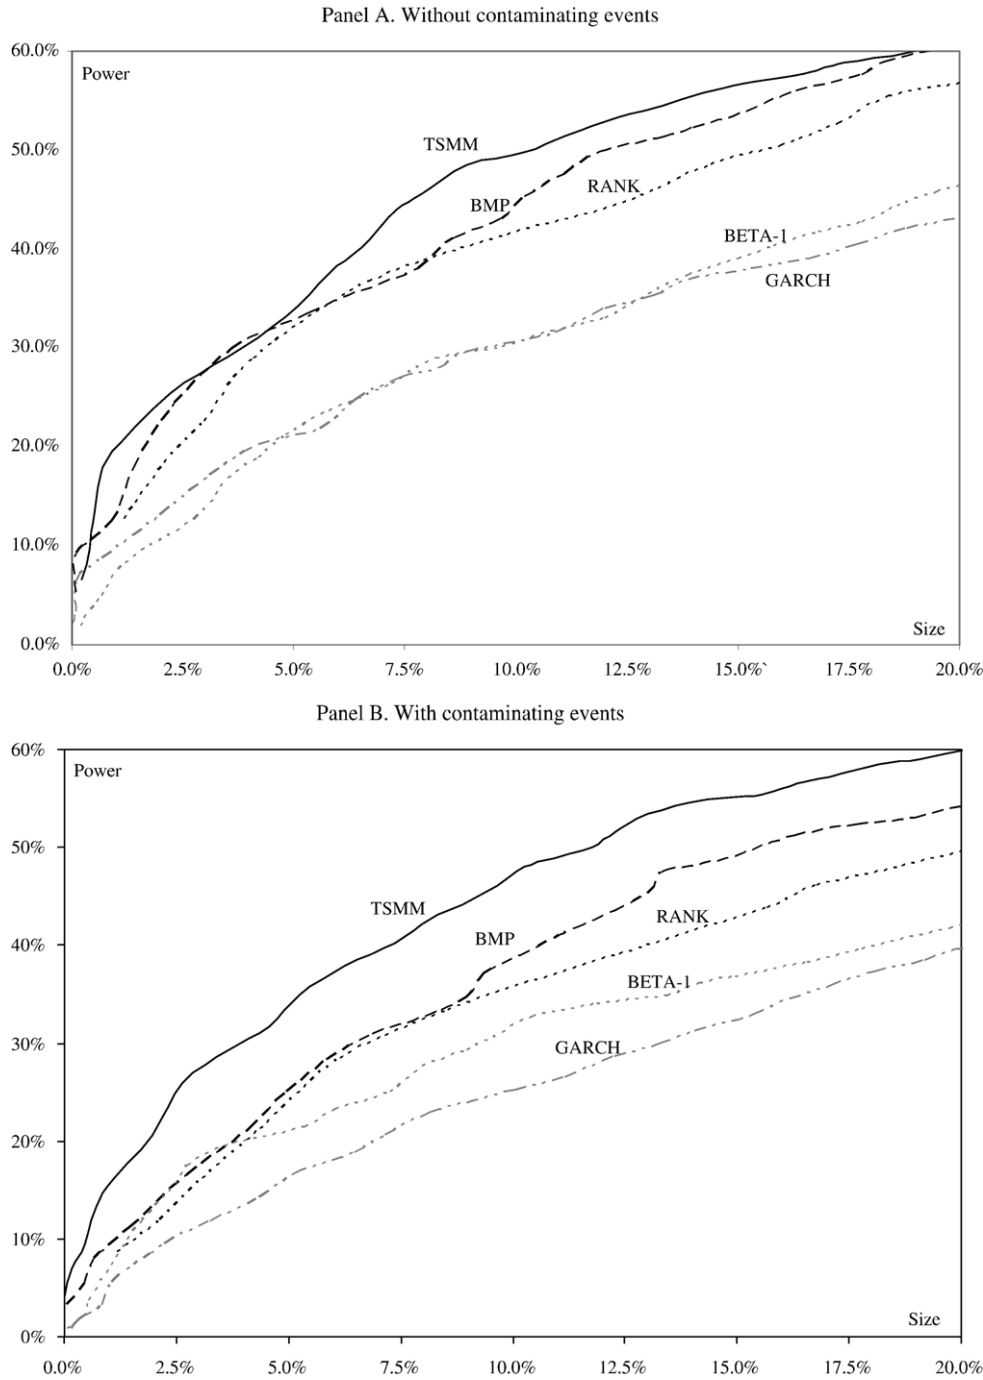 Panel A. Without contaminating events
60.0%
Power
50.0%
TSMM
RANK
BMP
40.0%
BETA-1
GARCH
30.0%
20.0%
10.0%
Size
0.0%
0.0% 2.5% 5.0% 7.5% 10.0% 12.5% 15.0%` 17.5% 20.0%
Panel B. With contaminating events
60%
Power
50%
TSMM
RANK
BMP
40%
BETA-1
GARCH
30%
20%
10%
Size
0%
0.0% 2.5% 5.0% 7.5% 10.0% 12.5% 15.0% 17.5% 20.0%